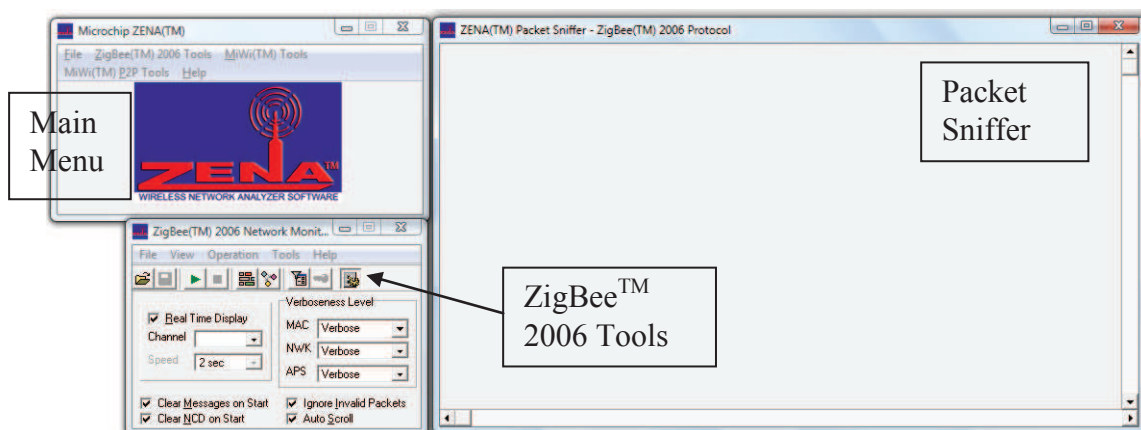 Microchip ZENA(TM)
File ZigBee(TM) 2006 Tools MiWi(TM) Tools
MiWi(TM) P2P Tools Help
Main
Menu
ZENA™
WIRELESS NETWORK ANALYZER SOFTWARE
ZENA(TM) Packet Sniffer - ZigBee(TM) 2006 Protocol
Packet
Sniffer
ZigBee(TM) 2006 Network Monit...
File View Operation Tools Help
Real Time Display
Channel
Speed 2 sec
Verboseness Level
MAC Verbose
NWK Verbose
APS Verbose
Clear Messages on Start Ignore Invalid Packets
Clear NCD on Start Auto Scroll
ZigBee™
2006 Tools